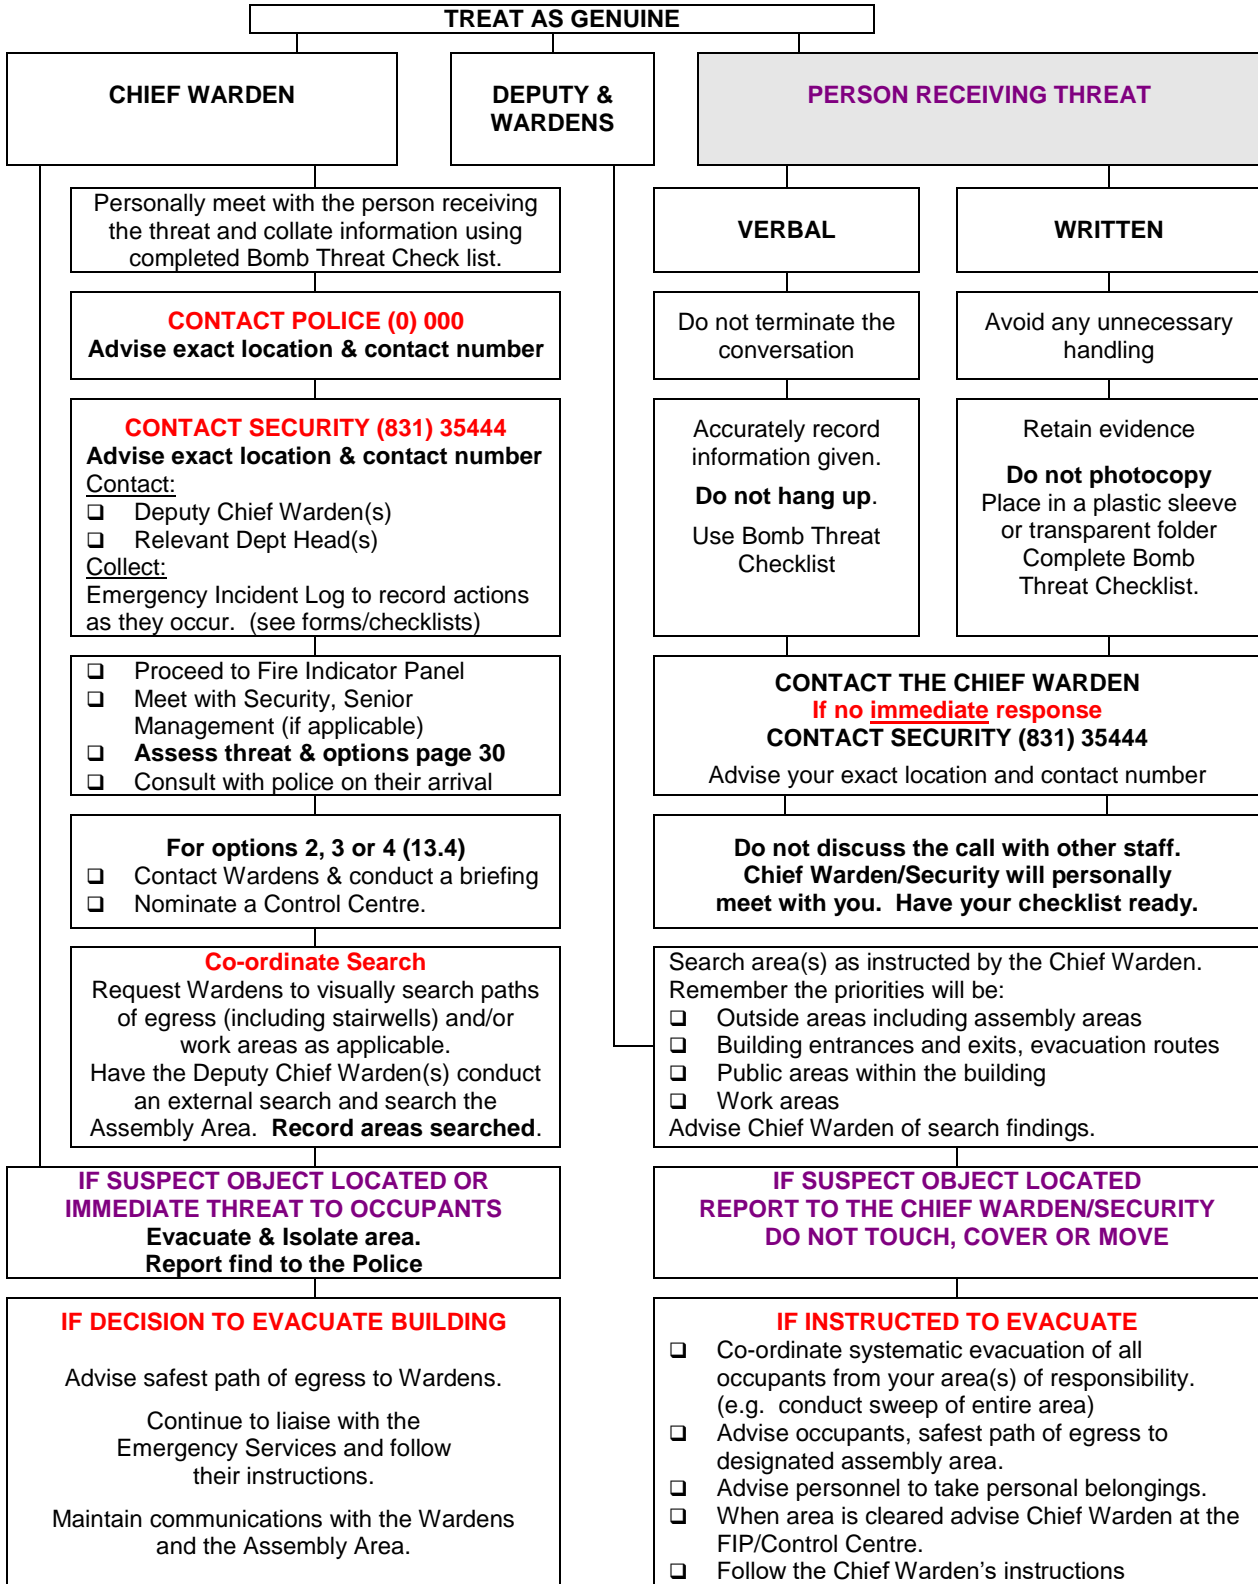 TREAT AS GENUINE
CHIEF WARDEN
DEPUTY &
WARDENS
PERSON RECEIVING THREAT
Personally meet with the person receiving
the threat and collate information using
completed Bomb Threat Check list.
CONTACT POLICE (0) 000
Advise exact location & contact number
CONTACT SECURITY (831) 35444
Advise exact location & contact number
Contact:
❑ Deputy Chief Warden(s)
❑ Relevant Dept Head(s)
Collect:
Emergency Incident Log to record actions
as they occur. (see forms/checklists)
❑ Proceed to Fire Indicator Panel
❑ Meet with Security, Senior
Management (if applicable)
❑ Assess threat & options page 30
❑ Consult with police on their arrival
For options 2, 3 or 4 (13.4)
❑ Contact Wardens & conduct a briefing
❑ Nominate a Control Centre.
Co-ordinate Search
Request Wardens to visually search paths
of egress (including stairwells) and/or
work areas as applicable.
Have the Deputy Chief Warden(s) conduct
an external search and search the
Assembly Area. Record areas searched.
IF SUSPECT OBJECT LOCATED OR
IMMEDIATE THREAT TO OCCUPANTS
Evacuate & Isolate area.
Report find to the Police
IF DECISION TO EVACUATE BUILDING
Advise safest path of egress to Wardens.
Continue to liaise with the
Emergency Services and follow
their instructions.
Maintain communications with the Wardens
and the Assembly Area.
VERBAL
Do not terminate the
conversation
Accurately record
information given.
Do not hang up.
Use Bomb Threat
Checklist
WRITTEN
Avoid any unnecessary
handling
Retain evidence
Do not photocopy
Place in a plastic sleeve
or transparent folder
Complete Bomb
Threat Checklist.
CONTACT THE CHIEF WARDEN
If no immediate response
CONTACT SECURITY (831) 35444
Advise your exact location and contact number
Do not discuss the call with other staff.
Chief Warden/Security will personally
meet with you. Have your checklist ready.
Search area(s) as instructed by the Chief Warden.
Remember the priorities will be:
❑ Outside areas including assembly areas
❑ Building entrances and exits, evacuation routes
❑ Public areas within the building
❑ Work areas
Advise Chief Warden of search findings.
IF SUSPECT OBJECT LOCATED
REPORT TO THE CHIEF WARDEN/SECURITY
DO NOT TOUCH, COVER OR MOVE
IF INSTRUCTED TO EVACUATE
❑ Co-ordinate systematic evacuation of all
occupants from your area(s) of responsibility.
(e.g. conduct sweep of entire area)
❑ Advise occupants, safest path of egress to
designated assembly area.
❑ Advise personnel to take personal belongings.
❑ When area is cleared advise Chief Warden at the
FIP/Control Centre.
❑ Follow the Chief Warden's instructions